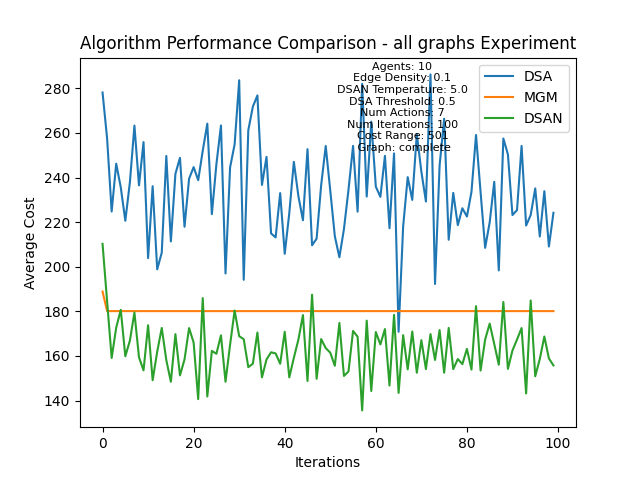 Algorithm Performance Comparison - all graphs Experiment
Agents: 10
Edge Density: 0.1
DSAN Temperature: 5.0
DSA Threshold: 0.5
Num Actions: 7
Num Iterations: 100
Cost Range: 501
Graph: complete
DSA
MGM
DSAN
Average Cost
280
260
240
220
200
180
160
140
0
20
40
60
80
100
Iterations